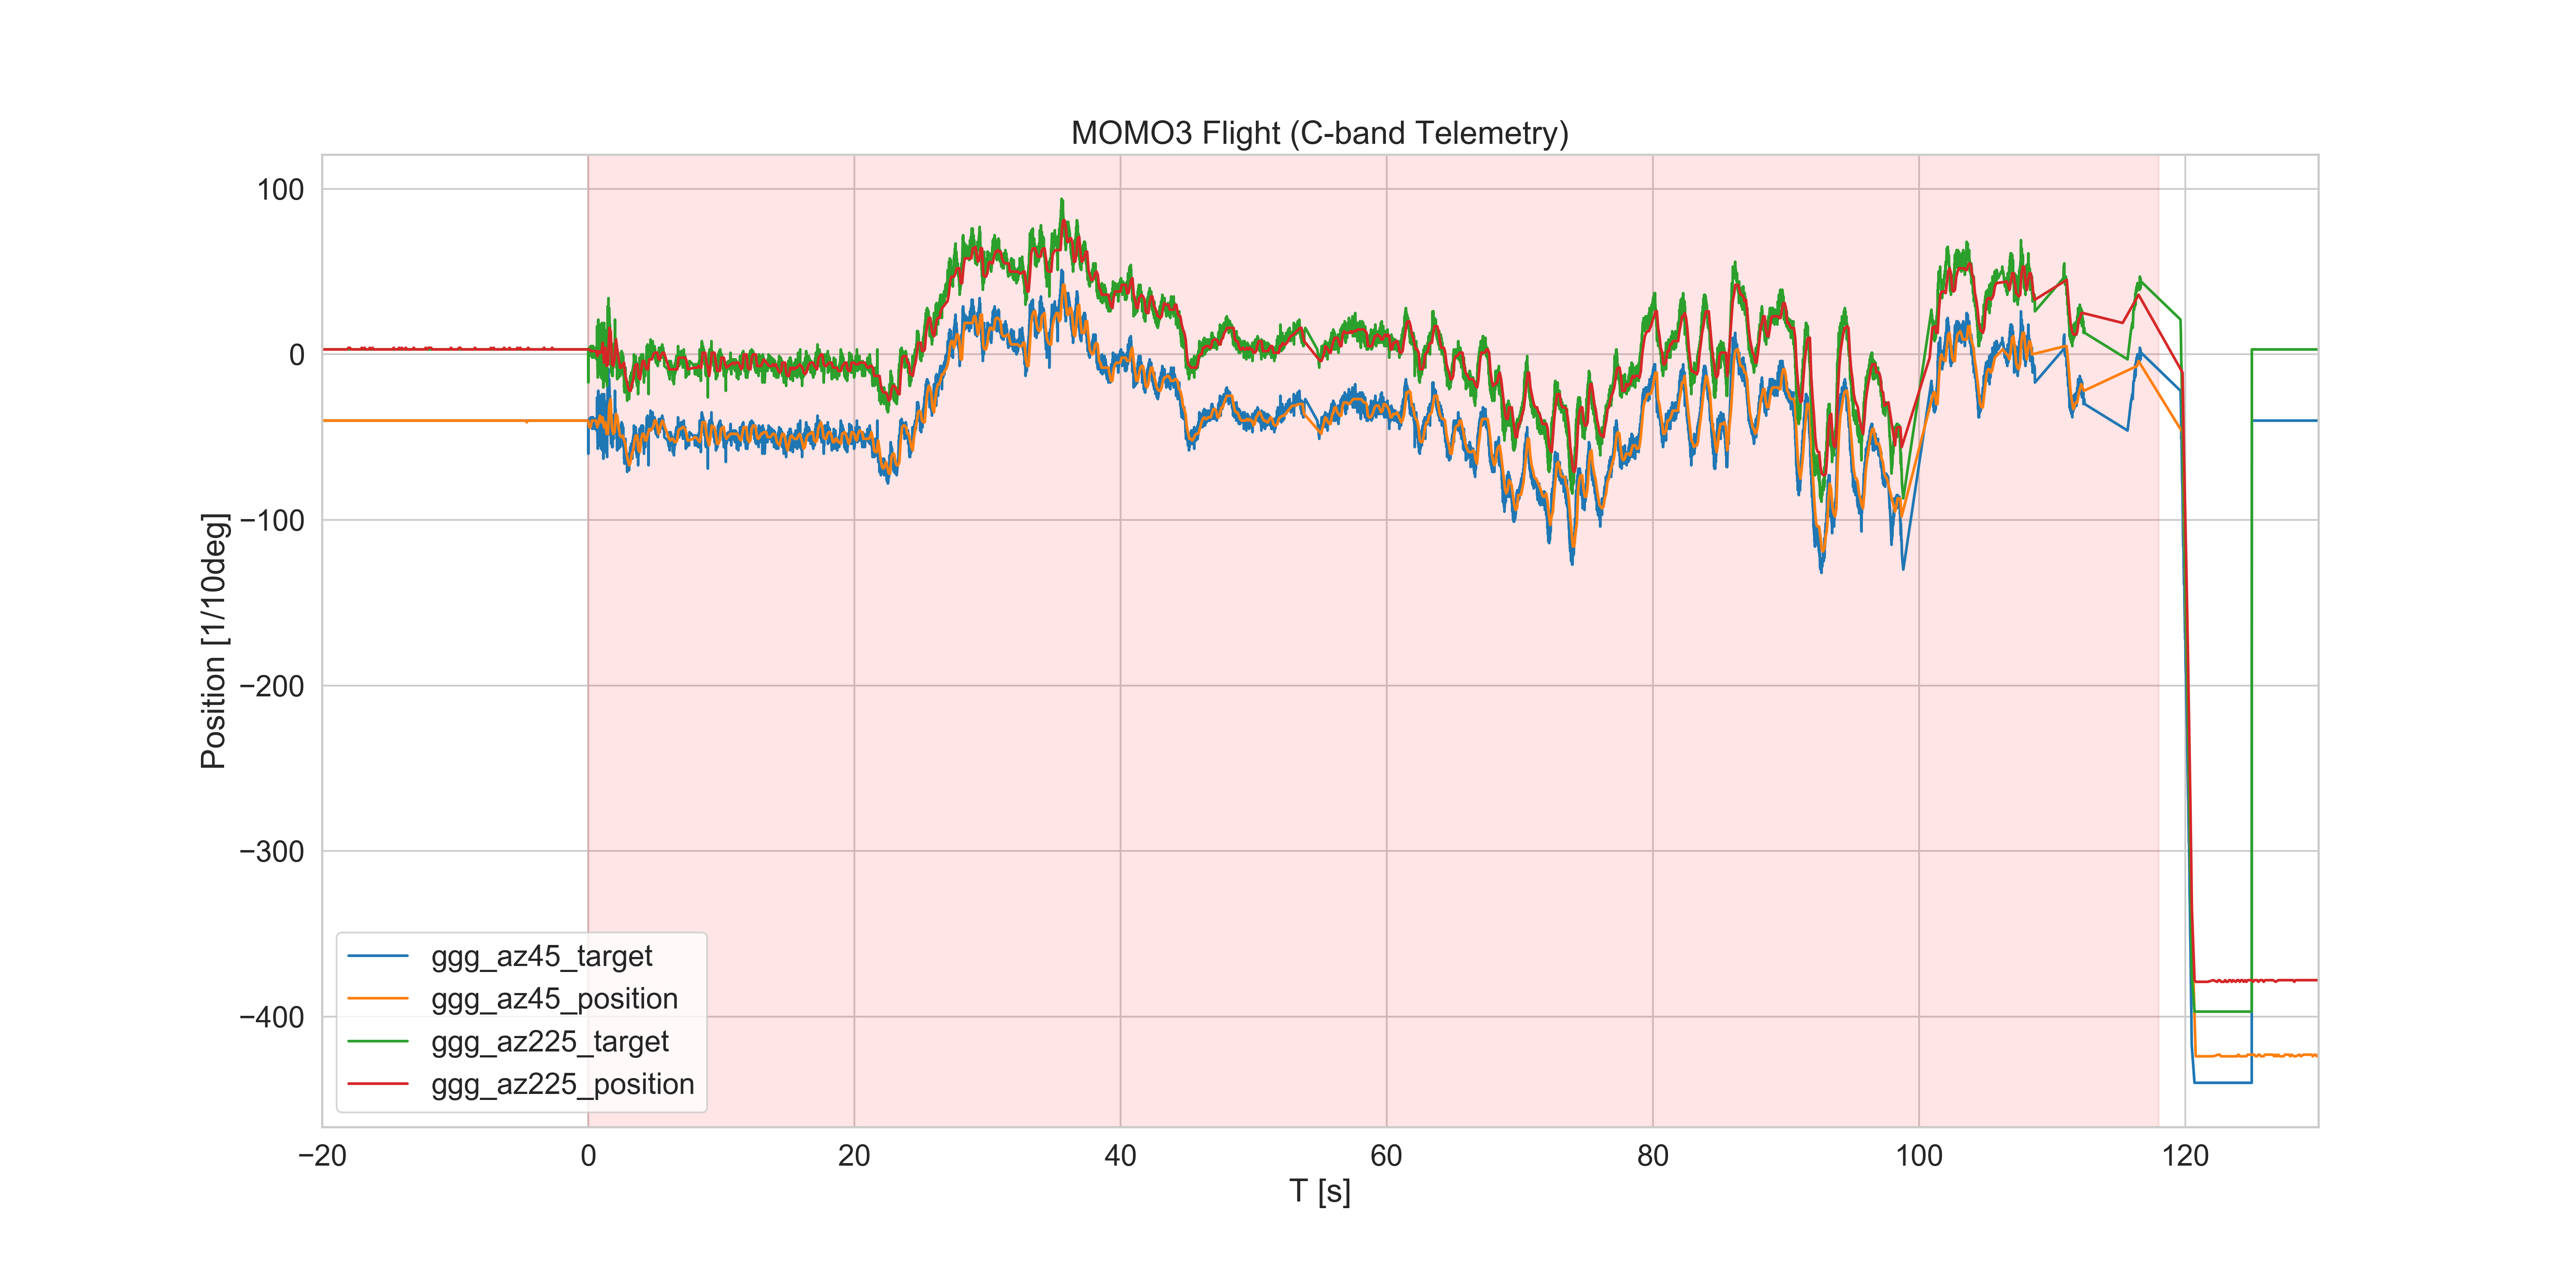 MOMO3 Flight (C-band Telemetry)
Position [1/10deg]
100
0
−100
−200
−300
−400
ggg_az45_target
ggg_az45_position
ggg_az225_target
ggg_az225_position
−20 0 20 40 60 80 100 120
T [s]